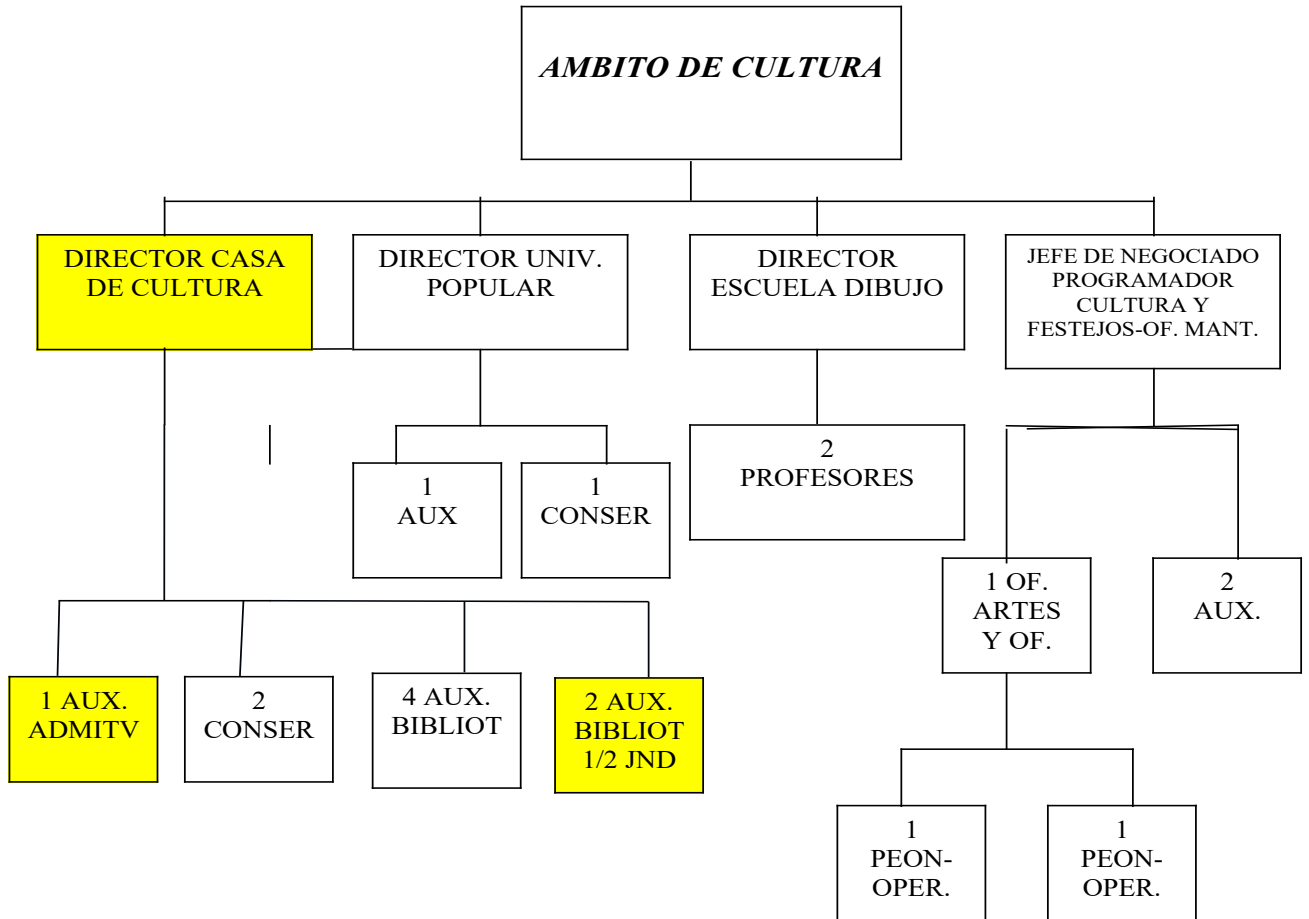 AMBITO DE CULTURA
DIRECTOR CASA
DE CULTURA
DIRECTOR UNIV.
POPULAR
DIRECTOR
ESCUELA DIBUJO
JEFE DE NEGOCIADO
PROGRAMADOR
CULTURA Y
FESTEJOS-OF. MANT.
1
AUX
1
CONSER
2
PROFESORES
1 OF.
ARTES
Y OF.
2
AUX.
1 AUX.
ADMITV
2
CONSER
4 AUX.
BIBLIOT
2 AUX.
BIBLIOT
1/2 JND
1
PEON-
OPER.
1
PEON-
OPER.